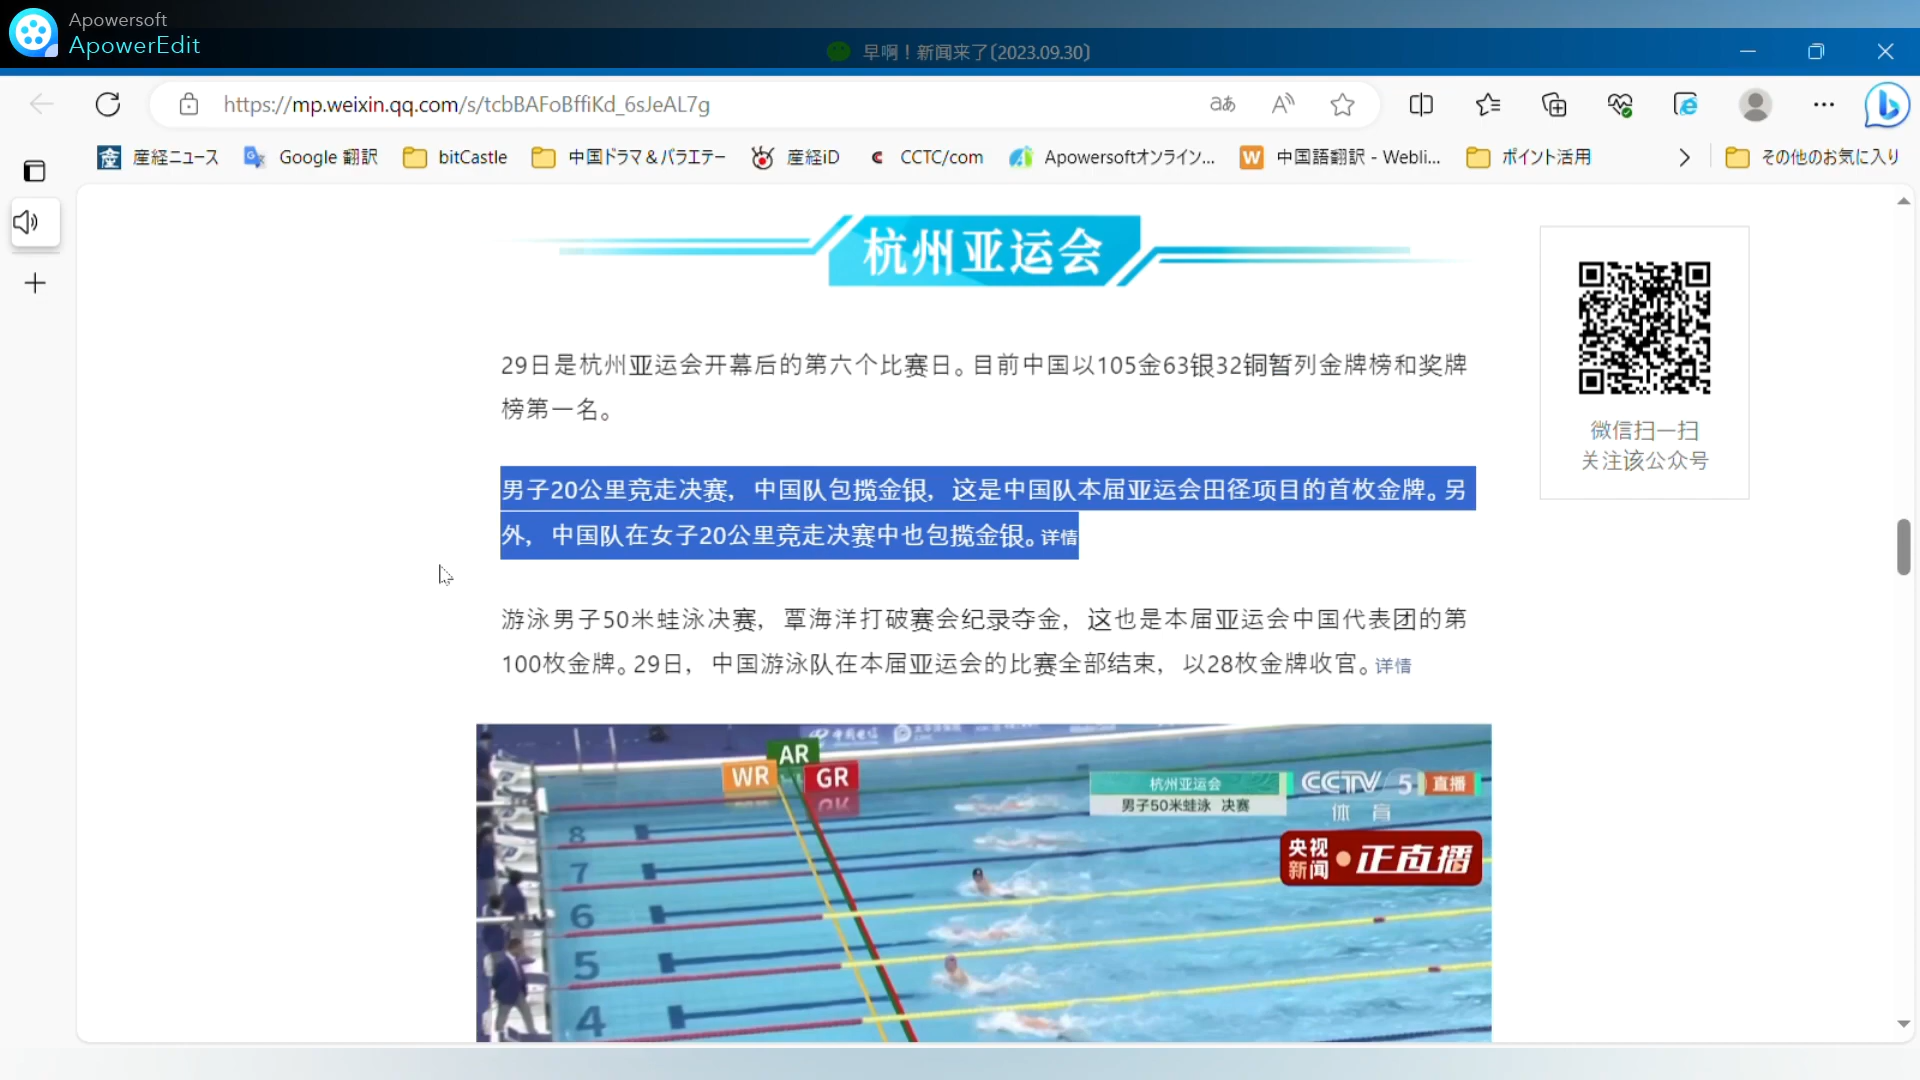 Apowersoft
ApowerEdit
早啊！新闻来了〔2023.09.30〕
https://mp.weixin.qq.com/s/tcbBAFoBffiKd_6sJeAL7g
産経ニュース
Google 翻訳
bitCastle
中国ドラマ＆バラエテー
産経iD
CCTC/com
Apowersoftオンライン...
中国語翻訳 - Webli...
ポイント活用
その他のお気に入り
杭州亚运会
29日是杭州亚运会开幕后的第六个比赛日。目前中国以105金63银32铜暂列金牌榜和奖牌
榜第一名。
男子20公里竞走决赛，中国队包揽金银，这是中国队本届亚运会田径项目的首枚金牌。另
外，中国队在女子20公里竞走决赛中也包揽金银。详情
游泳男子50米蛙泳决赛，覃海洋打破赛会纪录夺金，这也是本届亚运会中国代表团的第
100枚金牌。29日，中国游泳队在本届亚运会的比赛全部结束，以28枚金牌收官。详情
微信扫一扫
关注该公众号
中国电信
WR
AR
GR
杭州亚运会
男子50米蛙泳 决赛
CCTV 5 直播
体育
央视
新闻
正直播
8
7
6
5
4